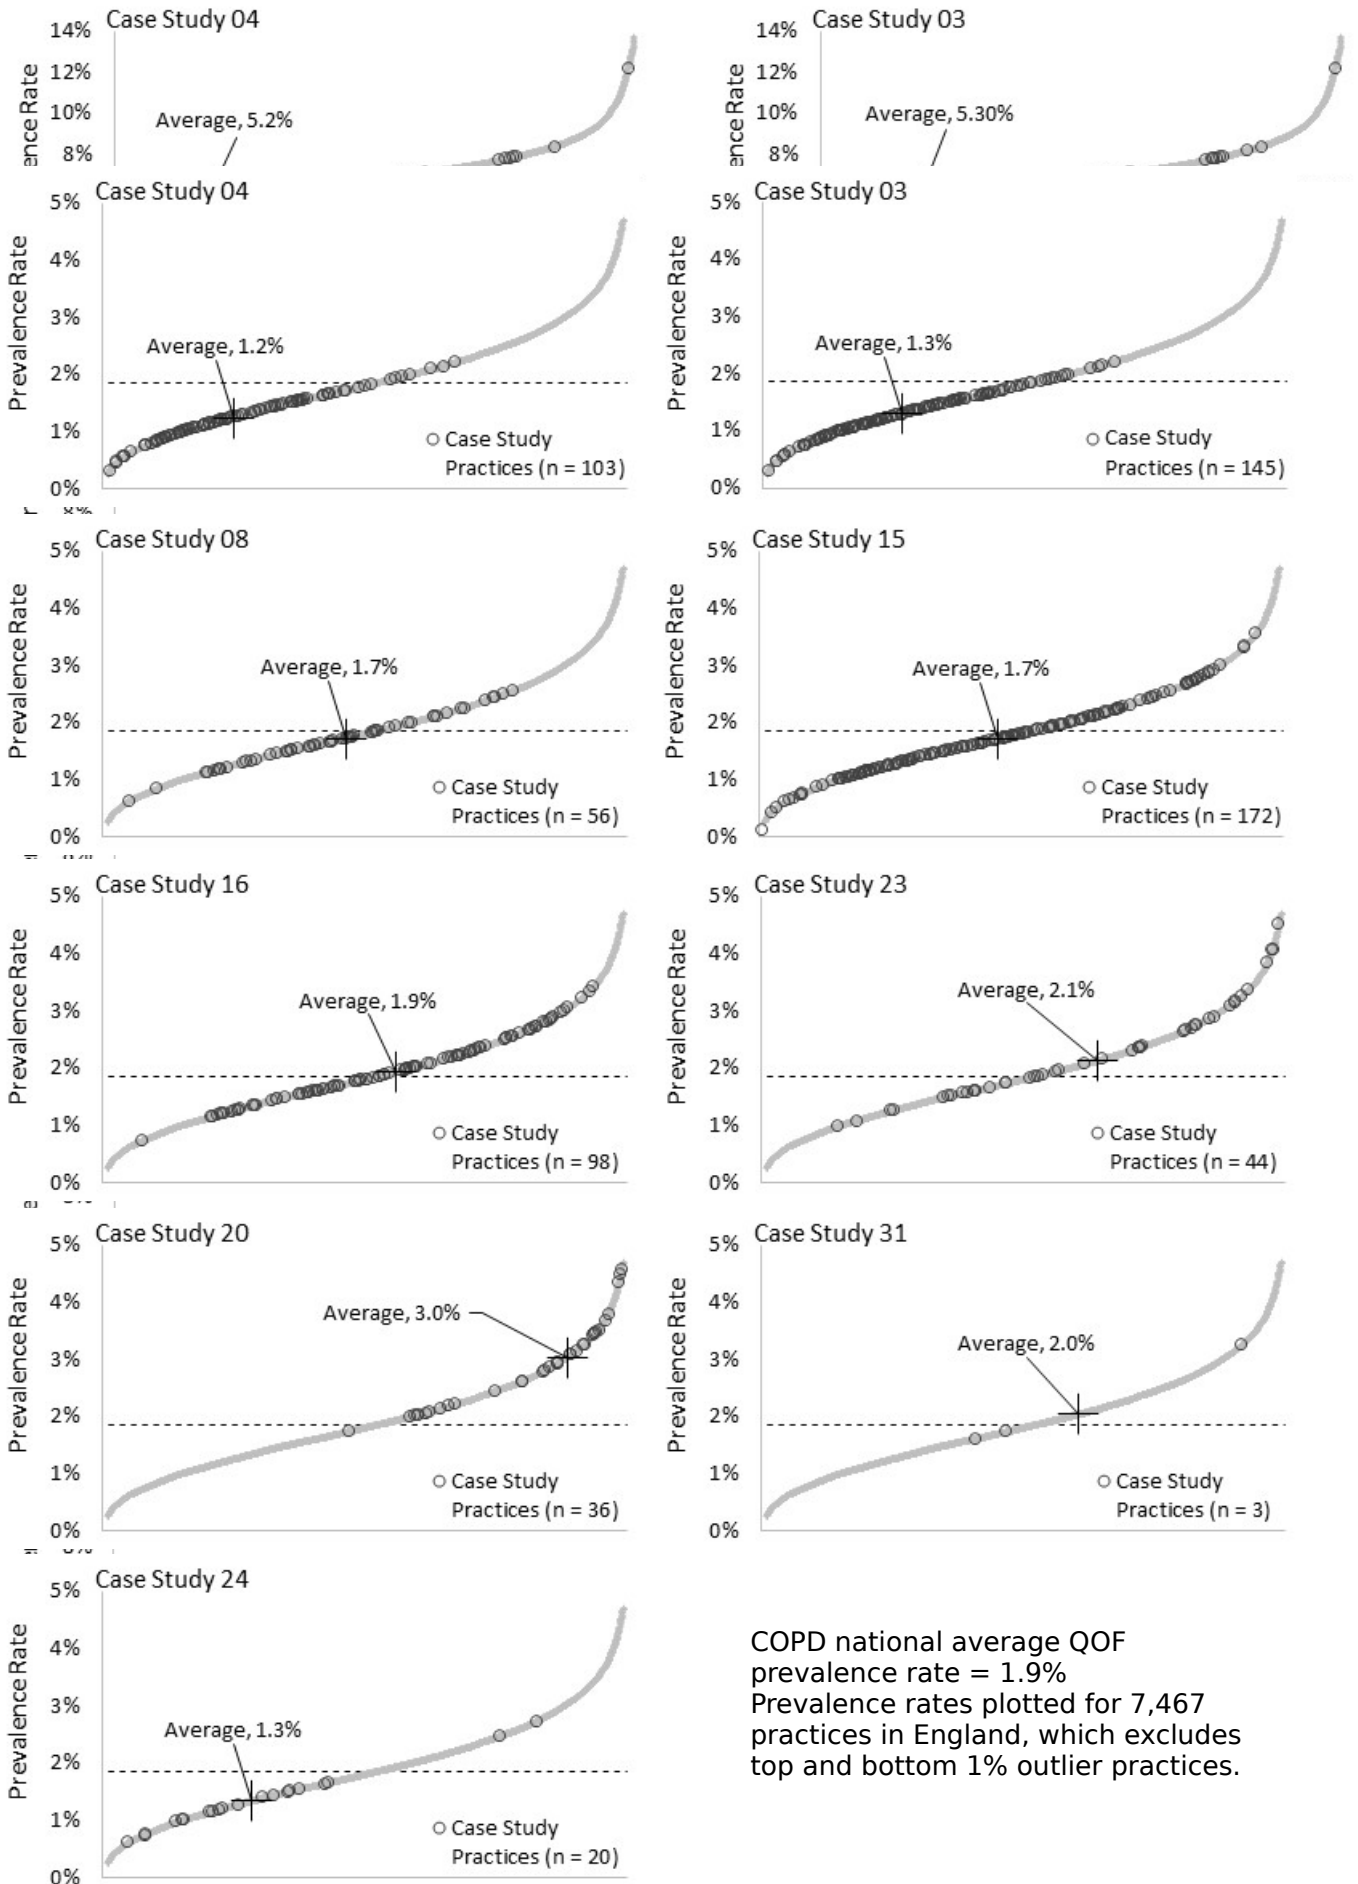 Case Study 04
14%
12%
10%
8%
ence Rate
Average, 5.2%
Case Study 03
14%
12%
10%
8%
ence Rate
Average, 5.30%
Case Study 04
5%
4%
3%
2%
1%
0%
Prevalence Rate
Average, 1.2%
Case Study
Practices (n = 103)
Case Study 03
5%
4%
3%
2%
1%
0%
Prevalence Rate
Average, 1.3%
Case Study
Practices (n = 145)
Case Study 08
5%
4%
3%
2%
1%
0%
Prevalence Rate
Average, 1.7%
Case Study
Practices (n = 56)
Case Study 15
5%
4%
3%
2%
1%
0%
Prevalence Rate
Average, 1.7%
Case Study
Practices (n = 172)
Case Study 16
5%
4%
3%
2%
1%
0%
Prevalence Rate
Average, 1.9%
Case Study
Practices (n = 98)
Case Study 23
5%
4%
3%
2%
1%
0%
Prevalence Rate
Average, 2.1%
Case Study
Practices (n = 44)
Case Study 20
5%
4%
3%
2%
1%
0%
Prevalence Rate
Average, 3.0%
Case Study
Practices (n = 36)
Case Study 31
5%
4%
3%
2%
1%
0%
Prevalence Rate
Average, 2.0%
Case Study
Practices (n = 3)
Case Study 24
5%
4%
3%
2%
1%
0%
Prevalence Rate
Average, 1.3%
Case Study
Practices (n = 20)
COPD national average QOF
prevalence rate = 1.9%
Prevalence rates plotted for 7,467
practices in England, which excludes
top and bottom 1% outlier practices.